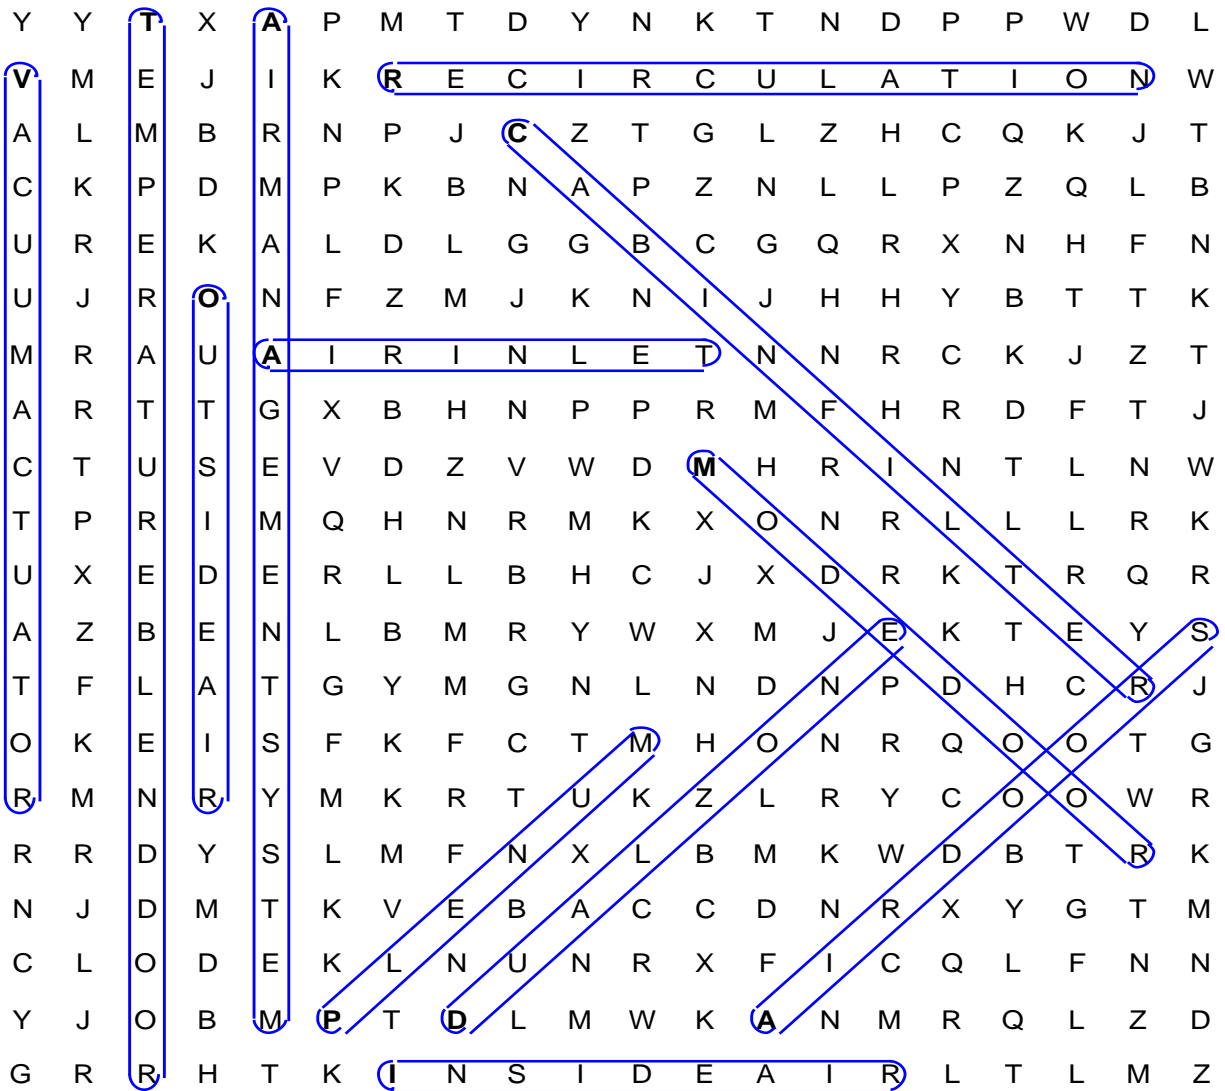 Y Y T X A P M T D Y N K T N D P P W D L
V M E J I K R E C I R C U L A T I O N W
A L M B R N P J C Z T G L Z H C Q K J T
C K P D M P K B N A P Z N L L P Z Q L B
U R E K A L D L G G B C G Q R X N H F N
U J R O N F Z M J K N I J H H Y B T T K
M R A U A I R I N L E T N N R C K J Z T
A R T T G X B H N P P R M F H R D F T J
C T U S E V D Z V W D M H R I N T L N W
T P R I M Q H N R M K X O N R L L L R K
U X E D E R L L B H C J X D R K T R Q R
A Z B E N L B M R Y W X M J E K T E Y S
T F L A T G Y M G N L N D N P D H C R J
O K E I S F K F C T M H O N R Q O O T G
R M N R Y M K R T U K Z L R Y C O O W R
R R D Y S L M F N X L B M K W D B T R K
N J D M T K V E B A C C D N R X Y G T M
C L O D E K L N U N R X F I C Q L F N N
Y J O B M P T D L M W K A N M R Q L Z D
G R R H T K I N S I D E A I R L T L M Z